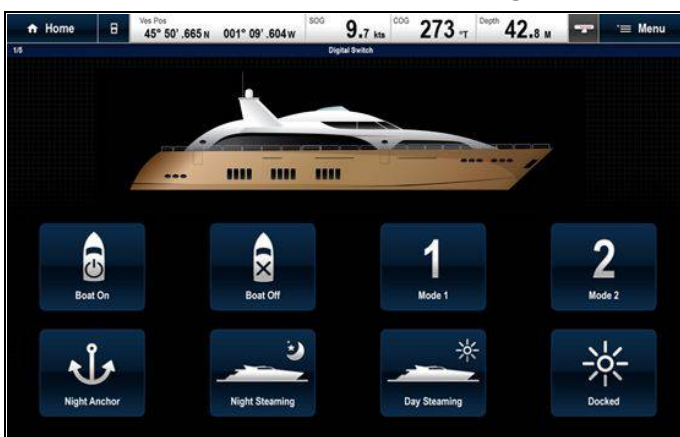 Home
Ves Pos
45° 50' .665 N 001° 09' .604 W
SOG
9.7 kts
COG
273 °T
Depth
42.8 M
Menu
1/5
Digital Switch
Boat On
Boat Off
1
Mode 1
2
Mode 2
Night Anchor
Night Steaming
Day Steaming
Docked